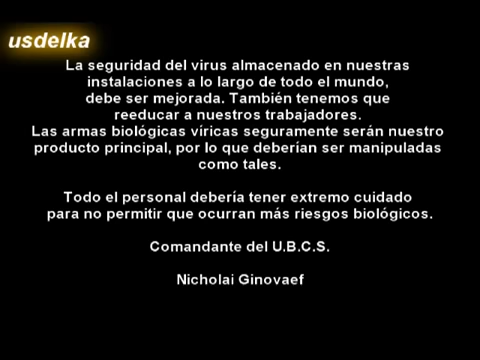 usdelka
La seguridad del virus almacenado en nuestras
instalaciones a lo largo de todo el mundo,
debe ser mejorada. También tenemos que
reeducar a nuestros trabajadores.
Las armas biológicas víricas seguramente serán nuestro
producto principal, por lo que deberían ser manipuladas
como tales.
Todo el personal debería tener extremo cuidado
para no permitir que ocurran más riesgos biológicos.
Comandante del U.B.C.S.
Nicholai Ginovaef